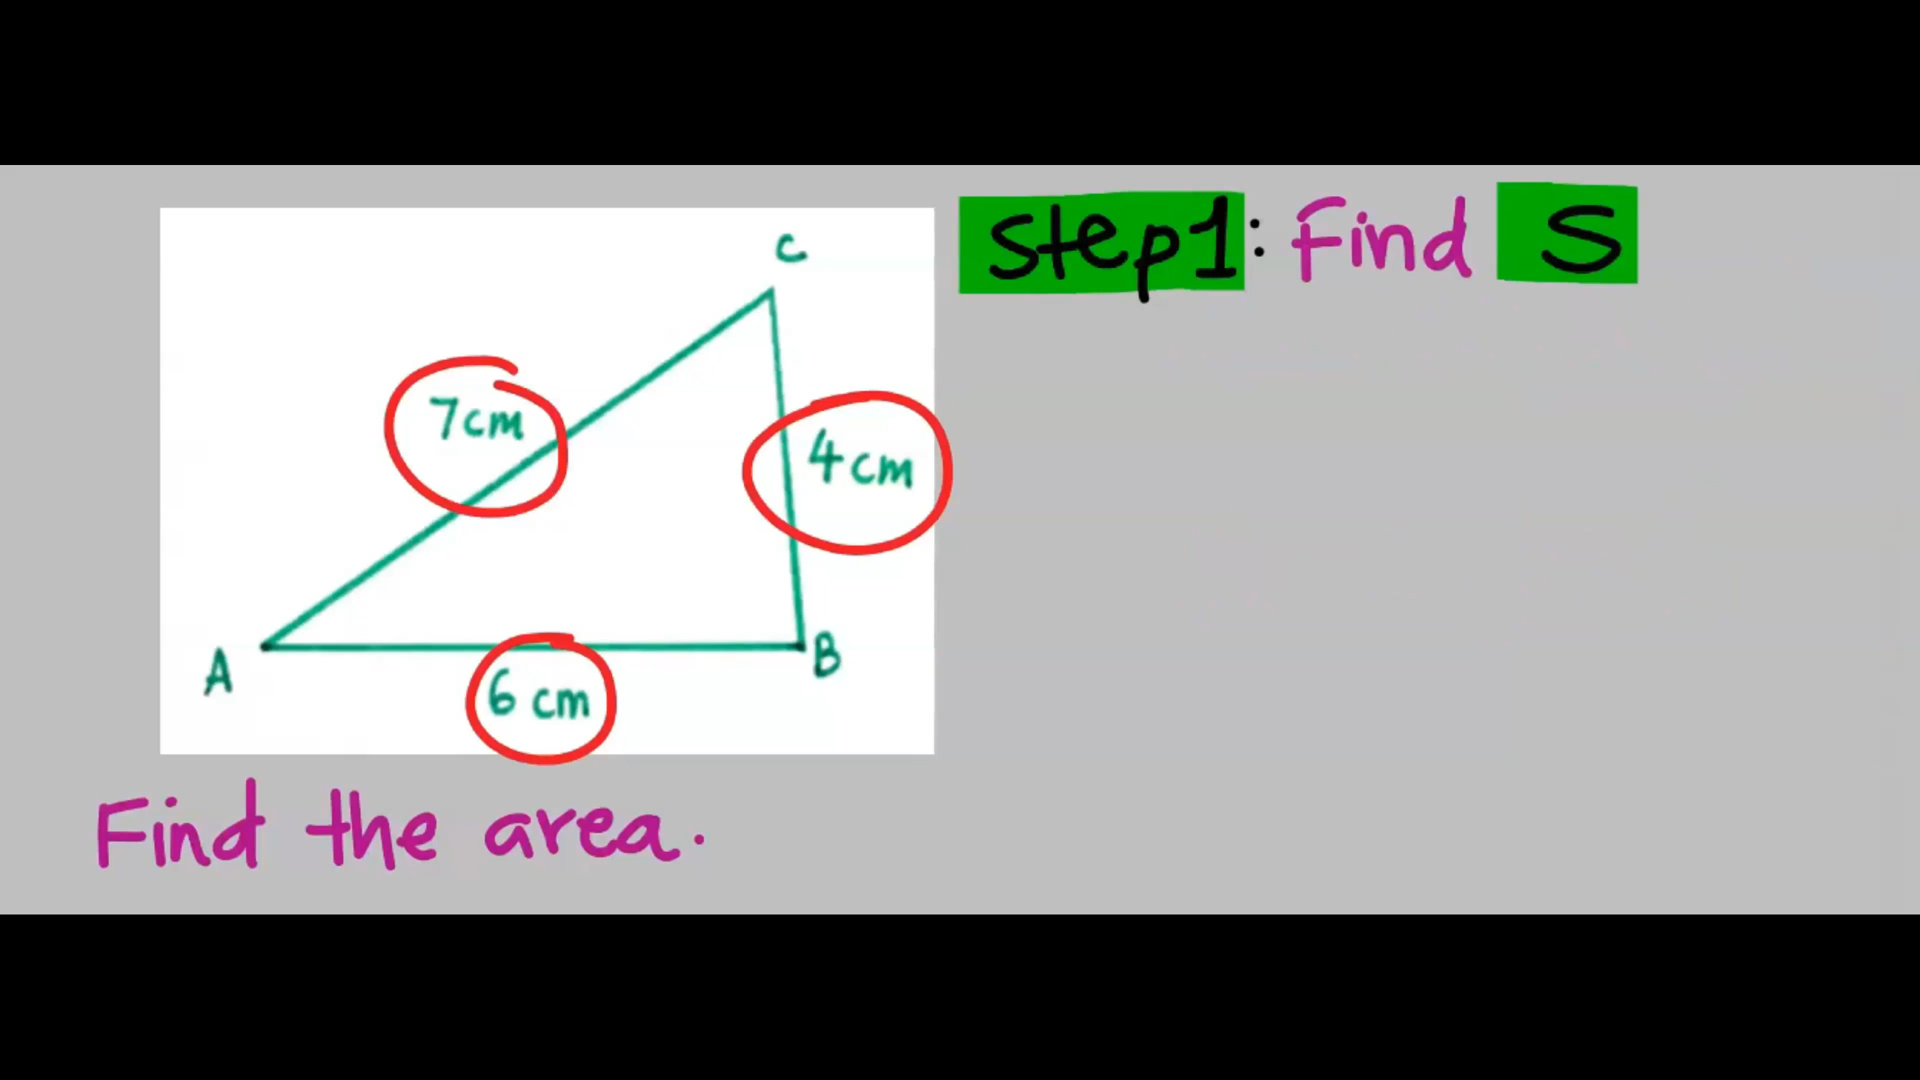 Step1: Find S
C
7cm
4cm
A
B
6 cm
Find the area.